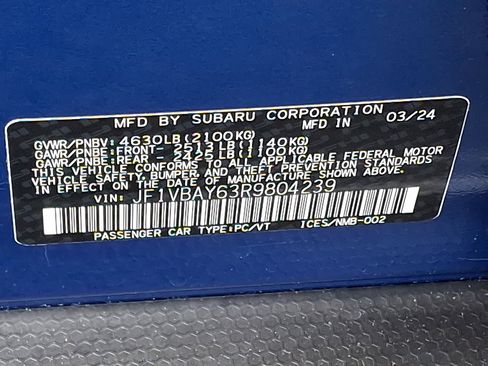 MFD BY SUBARU CORPORATION
MFD IN 03/24
GVWR/PNBV: 4630LB (2100KG)
GAWR/PNBE: FRONT- 2513LB (1140KG)
GAWR/PNBE: REAR - 2425LB (1100KG)
THIS VEHICLE CONFORMS TO ALL APPLICABLE FEDERAL MOTOR
VEHICLE SAFETY, BUMPER, AND THEFT PREVENTION STANDARDS
IN EFFECT ON THE DATE OF MANUFACTURE SHOWN ABOVE.
VIN: JF1VBAY63R9804239
PASSENGER CAR TYPE:PC/VT ICES/NMB-002